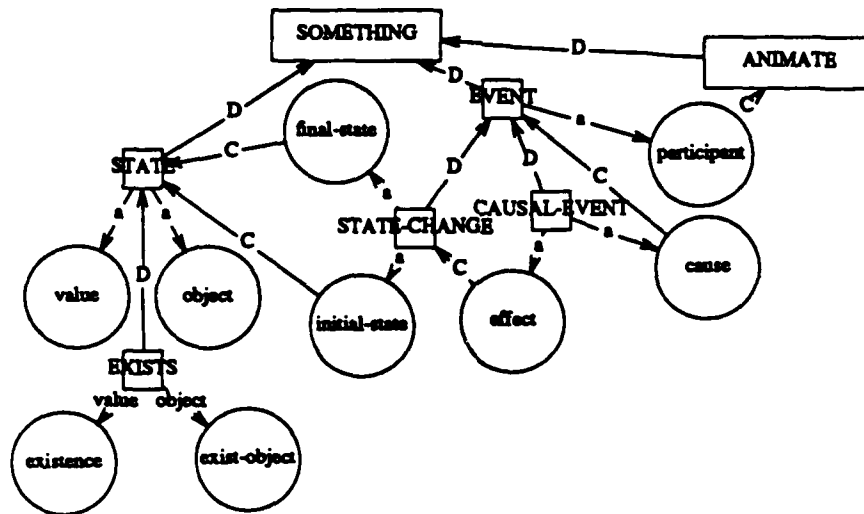 SOMETHING
D
ANIMATE
D
EVENT
C
D
final-state
a
participant
C
D
STATE
D
C
a
CAUSAL-EVENT
STATE-CHANGE
a
a
C
a
a
a
cause
D
C
value
object
initial-state
effect
EXISTS
value
object
existence
exist-object